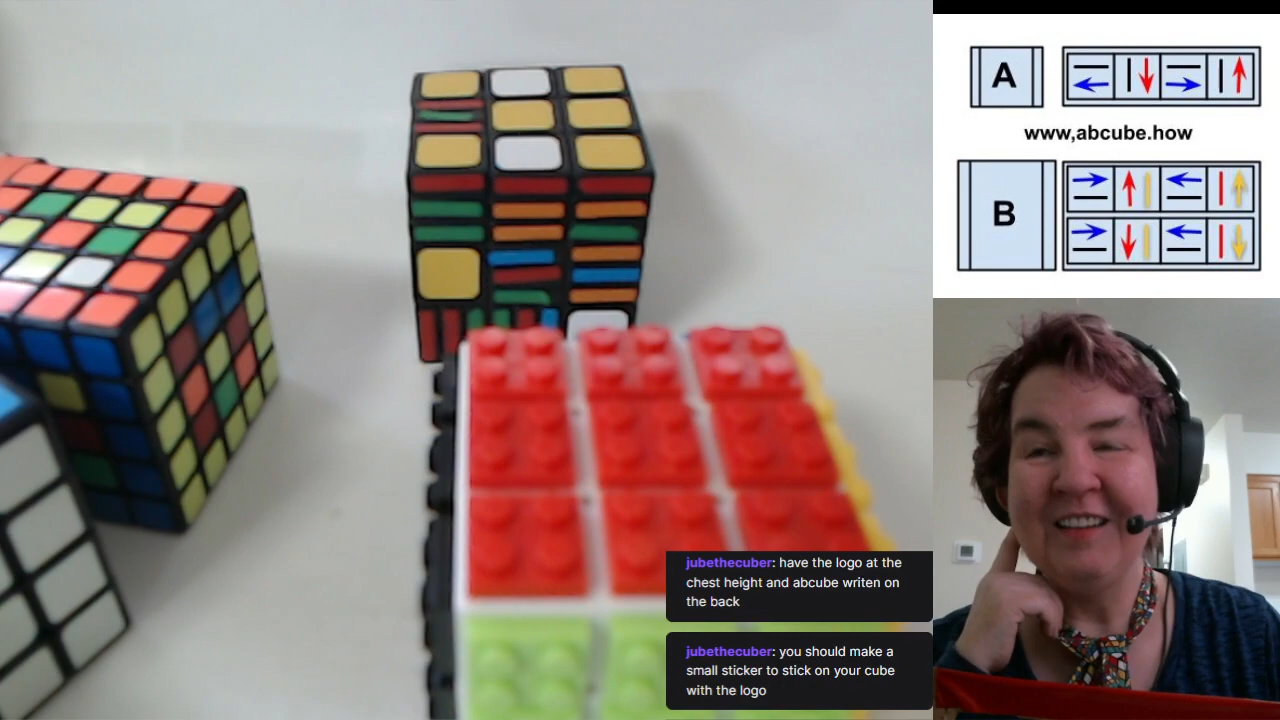 A
www,abcube.how
B
jubethecuber: have the logo at the
chest height and abcube writen on
the back
jubethecuber: you should make a
small sticker to stick on your cube
with the logo